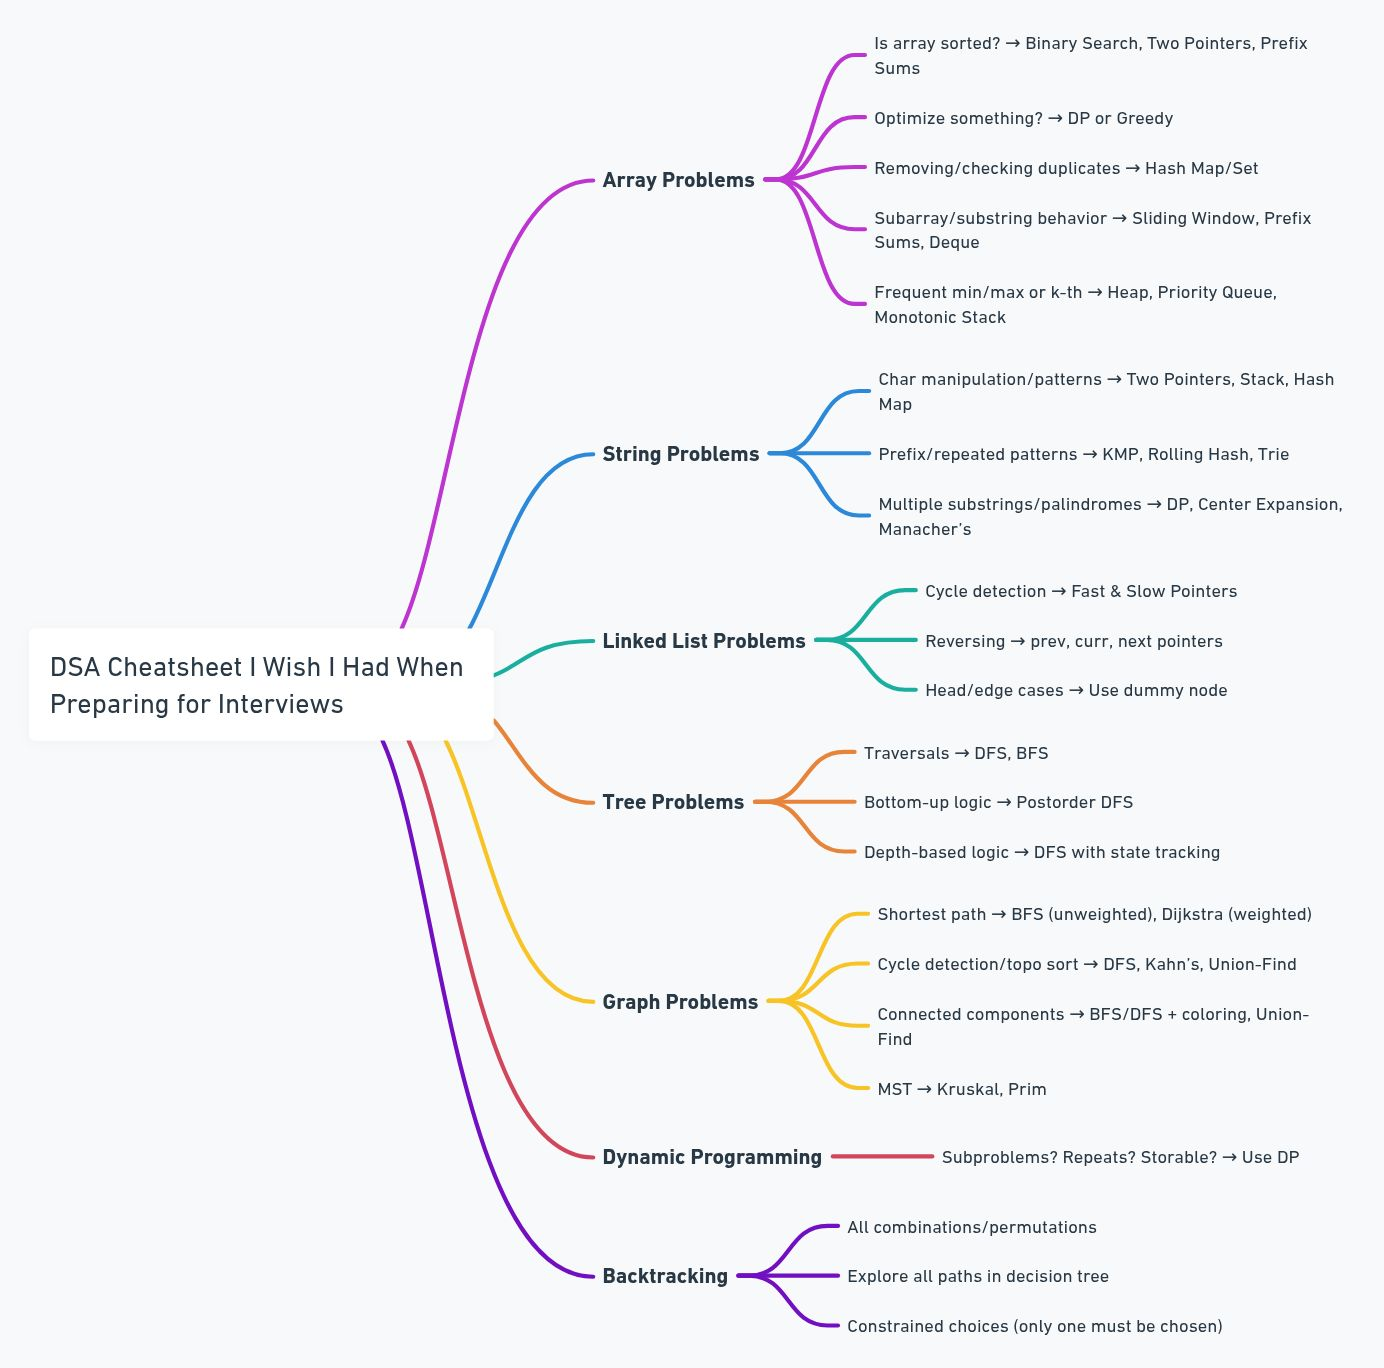 DSA Cheatsheet I Wish I Had When
Preparing for Interviews
Array Problems
Is array sorted? → Binary Search, Two Pointers, Prefix
Sums
Optimize something? → DP or Greedy
Removing/checking duplicates → Hash Map/Set
Subarray/substring behavior → Sliding Window, Prefix
Sums, Deque
Frequent min/max or k-th → Heap, Priority Queue,
Monotonic Stack
String Problems
Char manipulation/patterns → Two Pointers, Stack, Hash
Map
Prefix/repeated patterns → KMP, Rolling Hash, Trie
Multiple substrings/palindromes → DP, Center Expansion,
Manacher’s
Linked List Problems
Cycle detection → Fast & Slow Pointers
Reversing → prev, curr, next pointers
Head/edge cases → Use dummy node
Tree Problems
Traversals → DFS, BFS
Bottom-up logic → Postorder DFS
Depth-based logic → DFS with state tracking
Graph Problems
Shortest path → BFS (unweighted), Dijkstra (weighted)
Cycle detection/topo sort → DFS, Kahn’s, Union-Find
Connected components → BFS/DFS + coloring, Union-
Find
MST → Kruskal, Prim
Dynamic Programming
Subproblems? Repeats? Storable? → Use DP
Backtracking
All combinations/permutations
Explore all paths in decision tree
Constrained choices (only one must be chosen)